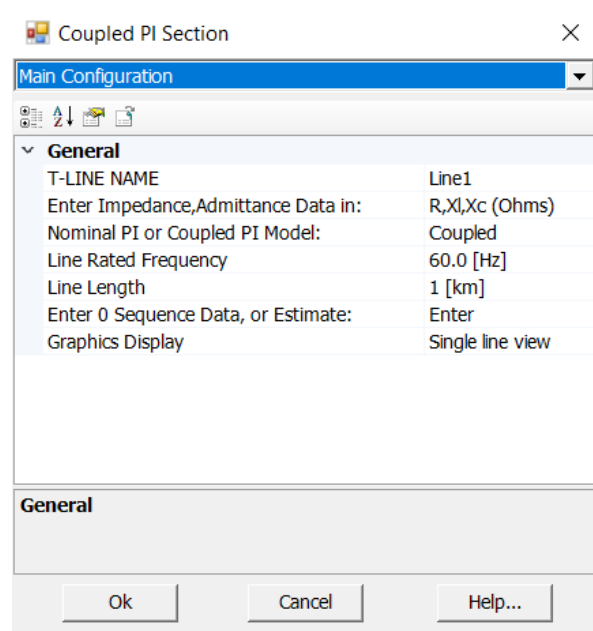 Coupled PI Section
Main Configuration
General
T-LINE NAME Line1
Enter Impedance,Admittance Data in: R,Xl,Xc (Ohms)
Nominal PI or Coupled PI Model: Coupled
Line Rated Frequency 60.0 [Hz]
Line Length 1 [km]
Enter 0 Sequence Data, or Estimate: Enter
Graphics Display Single line view
General
Ok Cancel Help...